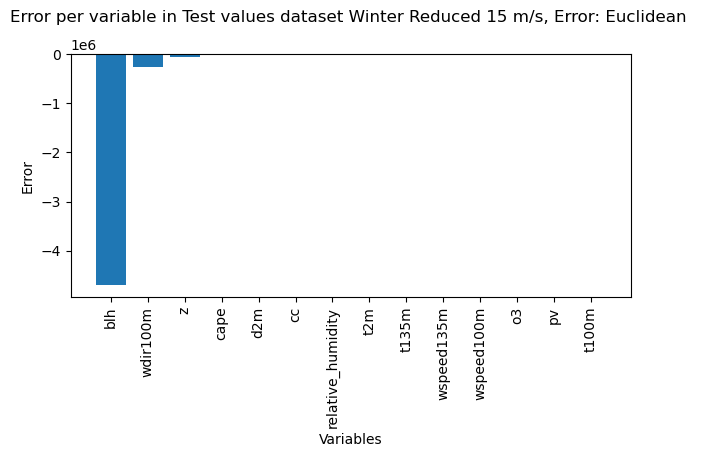 Error per variable in Test values dataset Winter Reduced 15 m/s, Error: Euclidean
1e6
0
−1
−2
−3
−4
Error
blh
wdir100m
z
cape
d2m
cc
relative_humidity
t2m
t135m
wspeed135m
wspeed100m
o3
pv
t100m
Variables